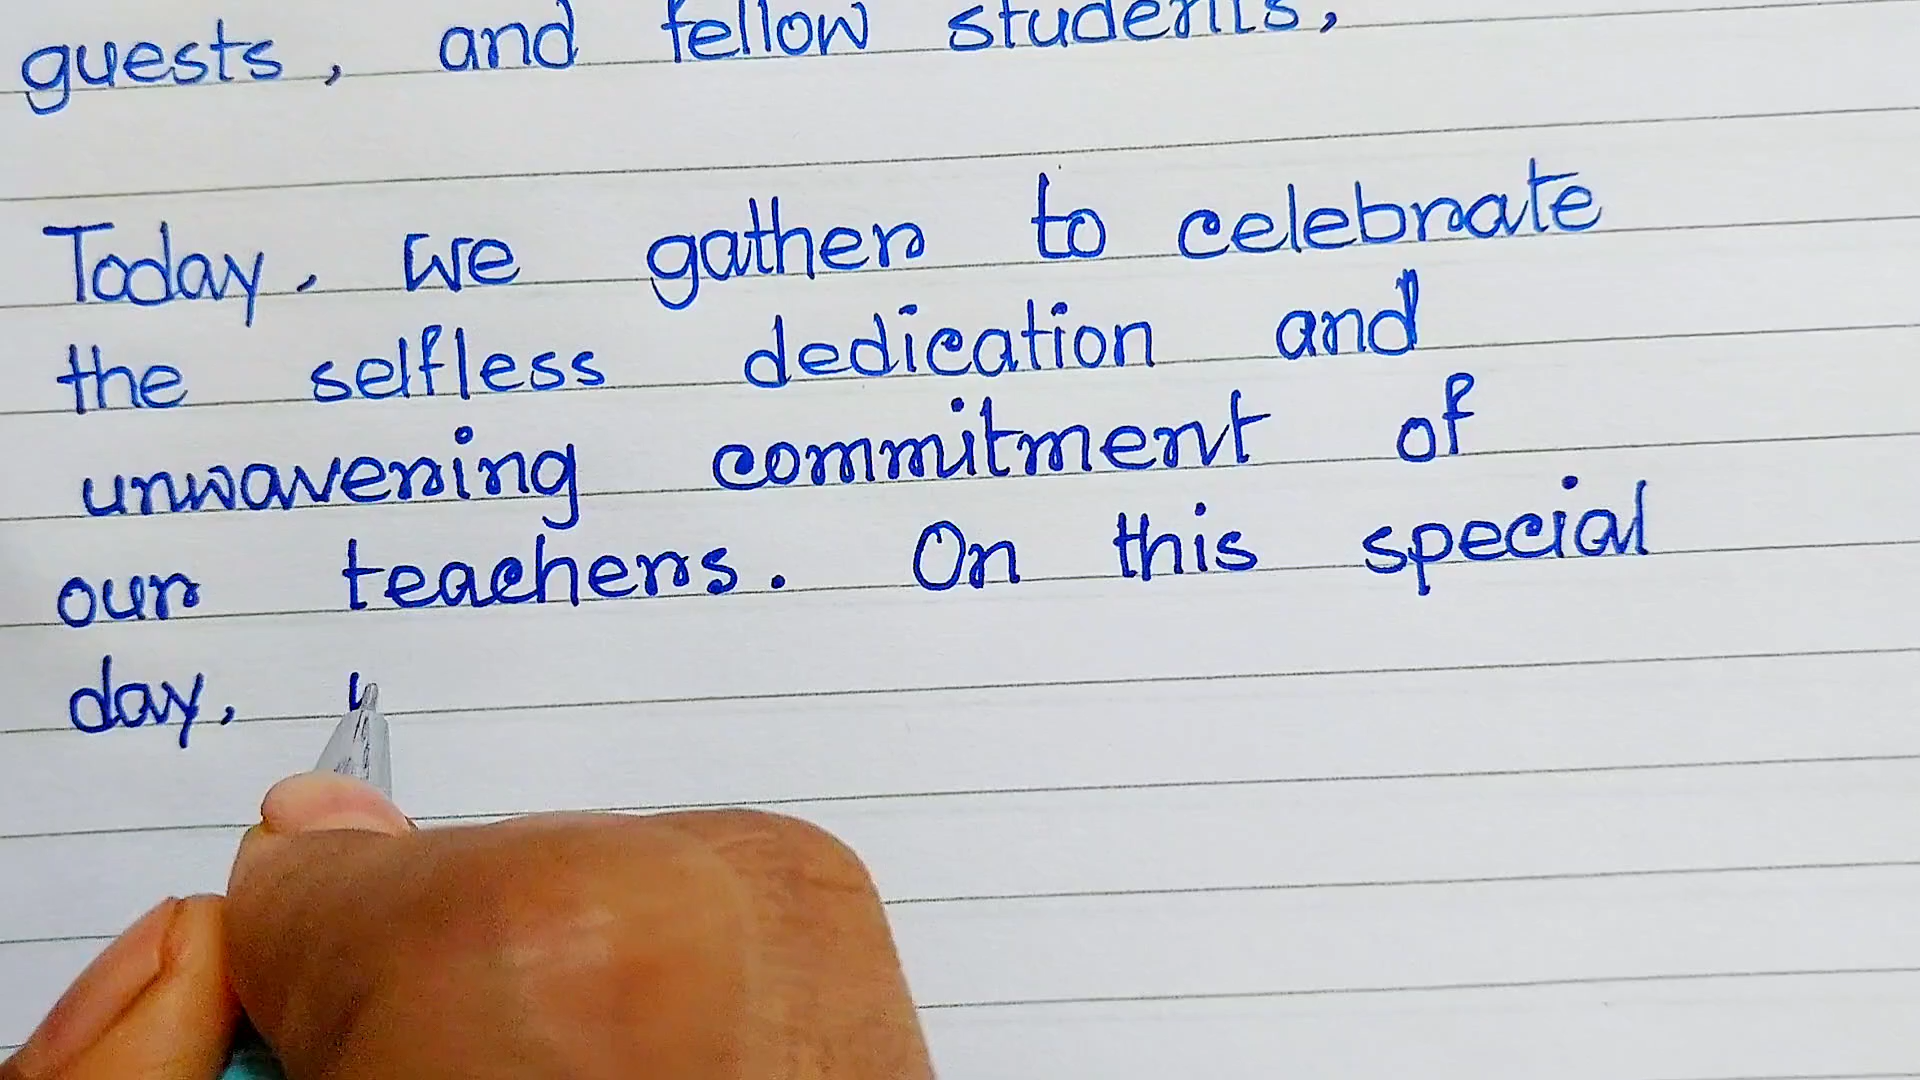 guests, and fellow students,
Today, we gather to celebrate
the selfless dedication and
unwavering commitment of
our teachers. On this special
day,